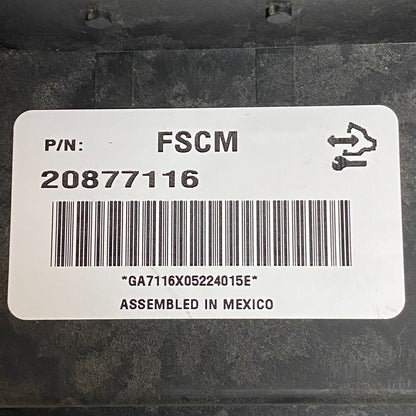 P/N: FSCM
20877116
*GA7116X05224015E*
ASSEMBLED IN MEXICO